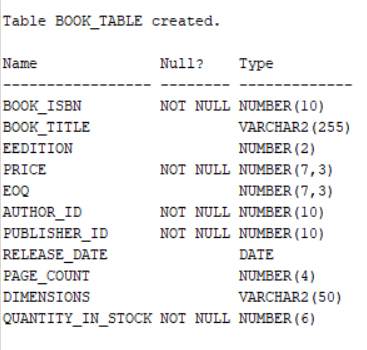 Table BOOK_TABLE created.
Name Null? Type
----------------- -------- -------------
BOOK_ISBN NOT NULL NUMBER(10)
BOOK_TITLE VARCHAR2(255)
EEDITION NUMBER(2)
PRICE NOT NULL NUMBER(7,3)
EOQ NUMBER(7,3)
AUTHOR_ID NOT NULL NUMBER(10)
PUBLISHER_ID NOT NULL NUMBER(10)
RELEASE_DATE DATE
PAGE_COUNT NUMBER(4)
DIMENSIONS VARCHAR2(50)
QUANTITY_IN_STOCK NOT NULL NUMBER(6)